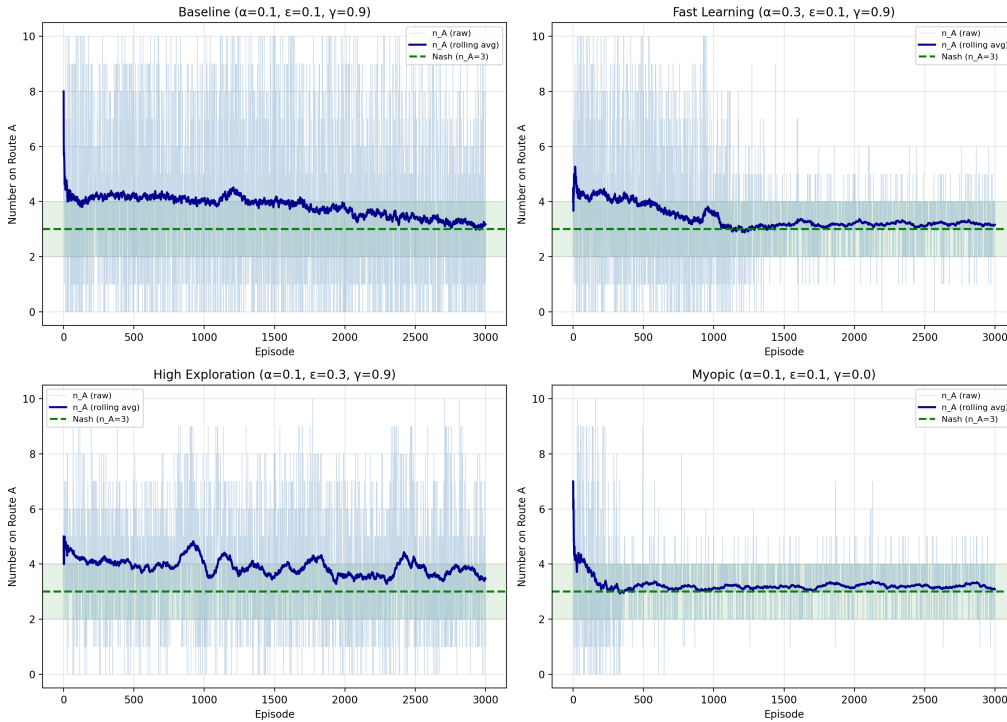 Baseline (α=0.1, ε=0.1, γ=0.9)
Number on Route A
10
8
6
4
2
0
n_A (raw)
n_A (rolling avg)
Nash (n_A=3)
0 500 1000 1500 2000 2500 3000
Episode
Fast Learning (α=0.3, ε=0.1, γ=0.9)
Number on Route A
10
8
6
4
2
0
n_A (raw)
n_A (rolling avg)
Nash (n_A=3)
0 500 1000 1500 2000 2500 3000
Episode
High Exploration (α=0.1, ε=0.3, γ=0.9)
Number on Route A
10
8
6
4
2
0
n_A (raw)
n_A (rolling avg)
Nash (n_A=3)
0 500 1000 1500 2000 2500 3000
Episode
Myopic (α=0.1, ε=0.1, γ=0.0)
Number on Route A
10
8
6
4
2
0
n_A (raw)
n_A (rolling avg)
Nash (n_A=3)
0 500 1000 1500 2000 2500 3000
Episode